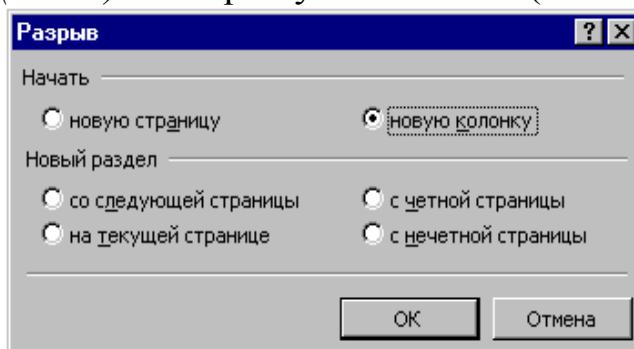 Разрыв
Начать
новую страницу
новую колонку
Новый раздел
со следующей страницы
с четной страницы
на текущей странице
с нечетной страницы
ОК
Отмена